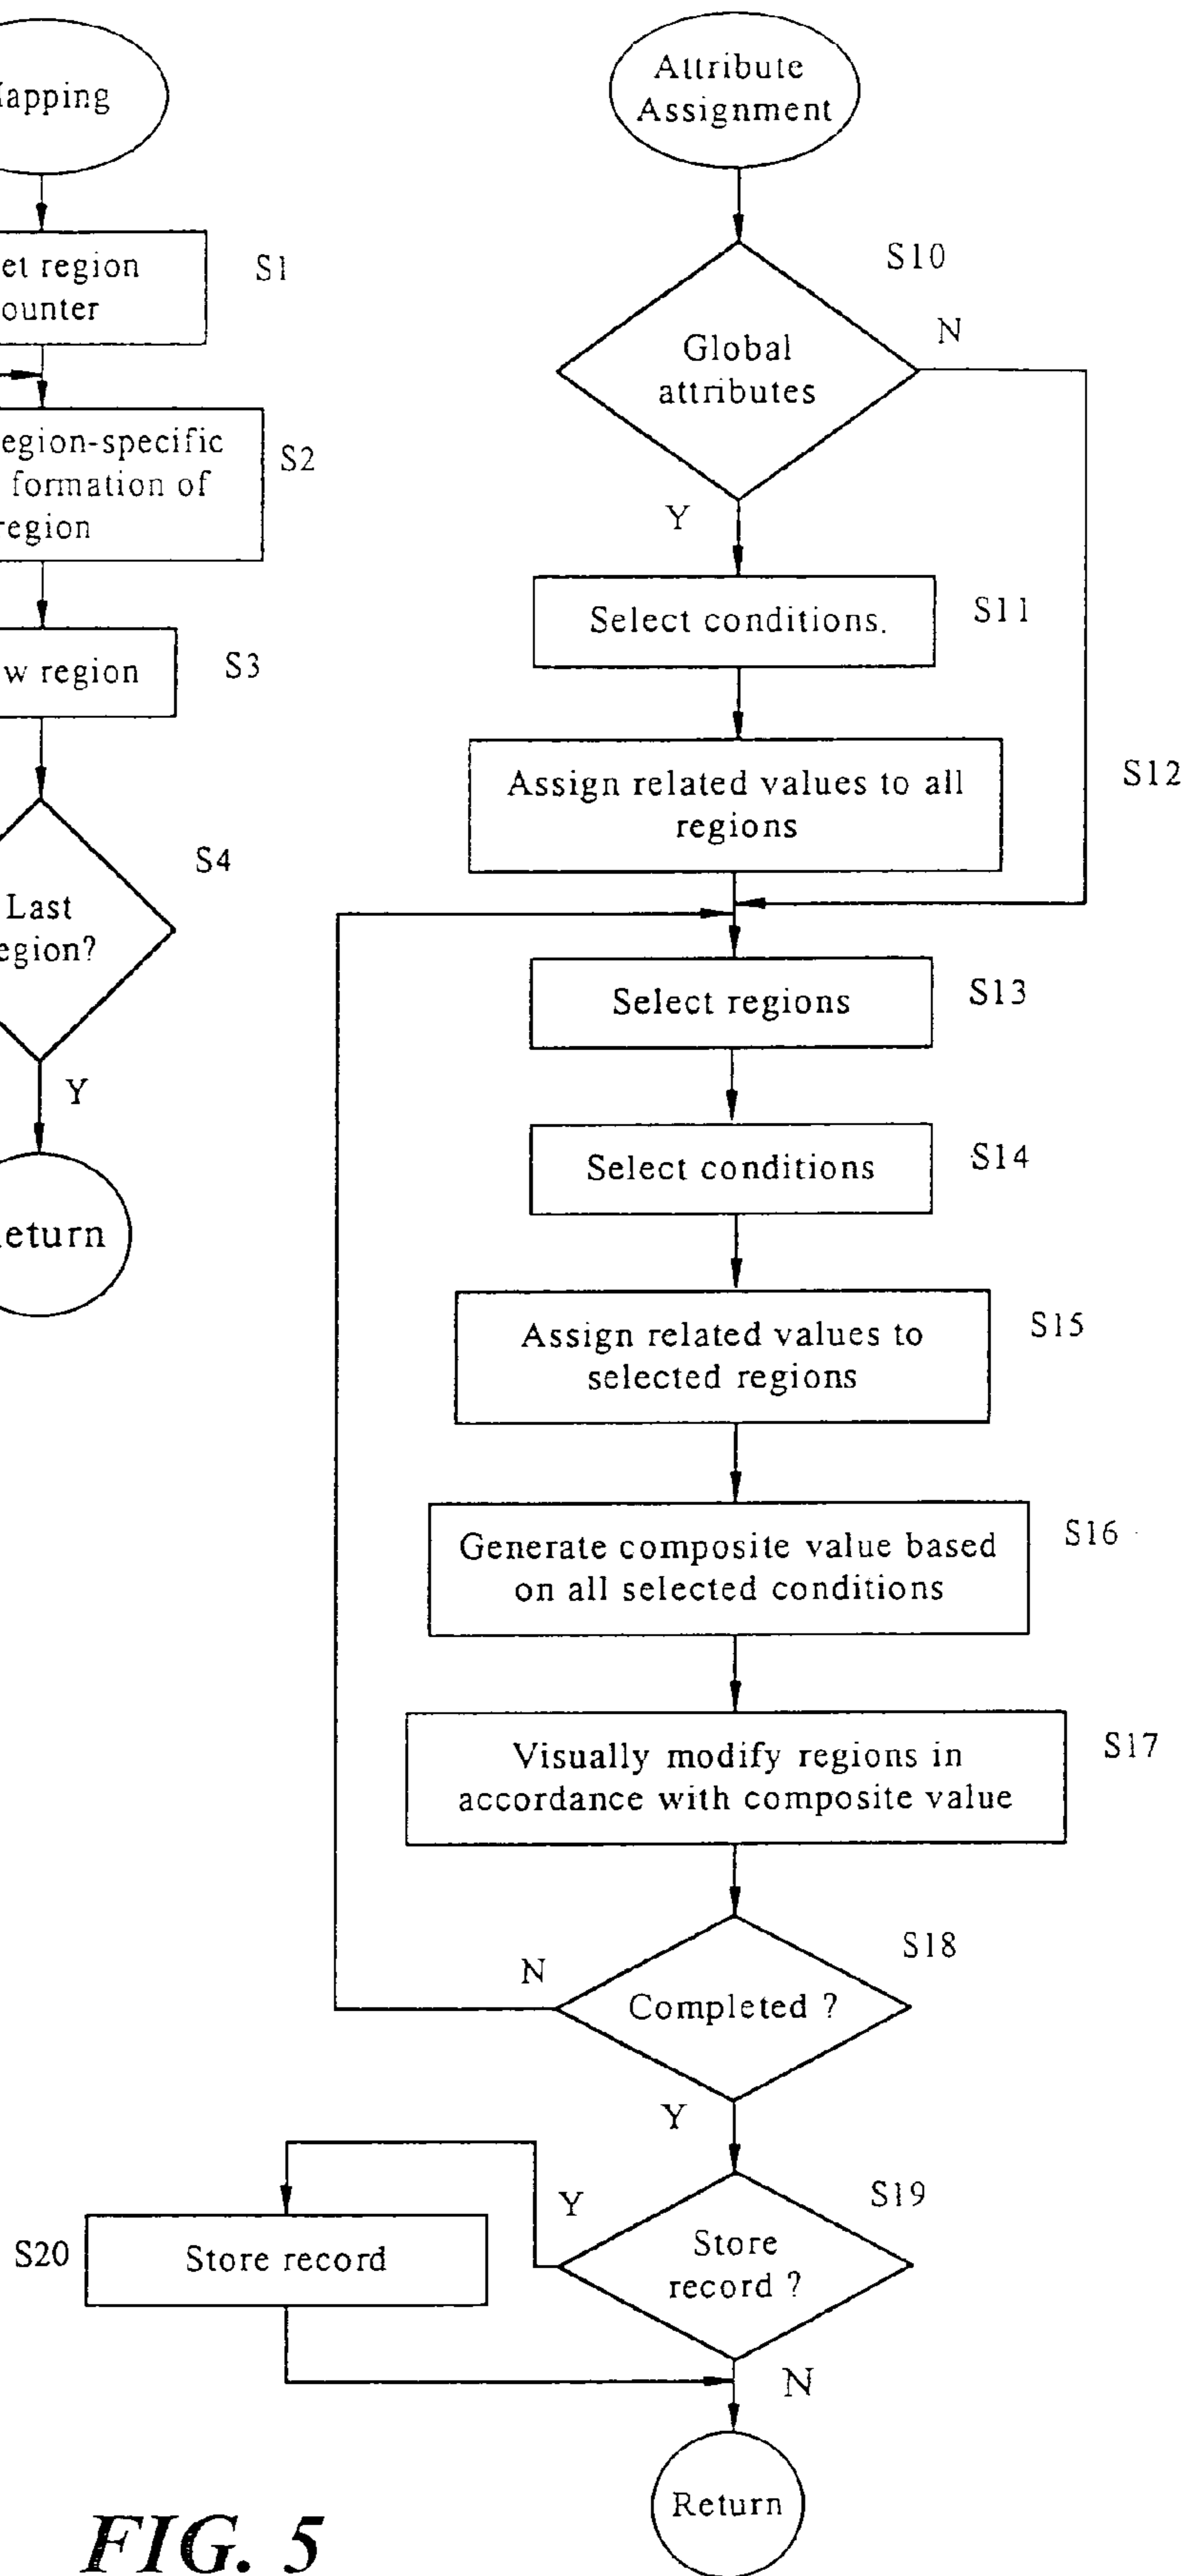 apping
et region
ounter
S1
egion-specific
formation of
region
S2
w region
S3
Last
egion?
S4
Y
eturn
Attribute
Assignment
Global
attributes
S10
N
Y
Select conditions.
S11
Assign related values to all
regions
S12
Select regions
S13
Select conditions
S14
Assign related values to
selected regions
S15
Generate composite value based
on all selected conditions
S16
Visually modify regions in
accordance with composite value
S17
Completed ?
S18
N
Y
Store
record ?
S19
Y
Store record
S20
N
Return
FIG. 5